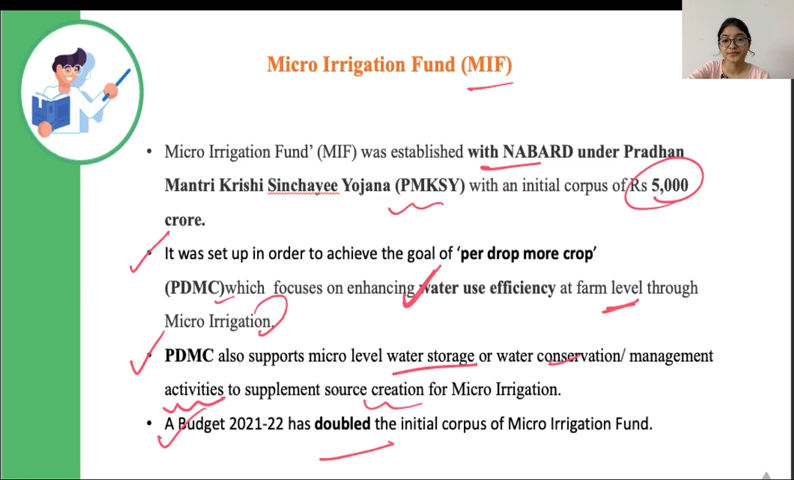 Micro Irrigation Fund (MIF)
• Micro Irrigation Fund' (MIF) was established with NABARD under Pradhan
Mantri Krishi Sinchayee Yojana (PMKSY) with an initial corpus of Rs 5,000
crore.
• It was set up in order to achieve the goal of 'per drop more crop'
(PDMC)which focuses on enhancing water use efficiency at farm level through
Micro Irrigation.
• PDMC also supports micro level water storage or water conservation/ management
activities to supplement source creation for Micro Irrigation.
• A Budget 2021-22 has doubled the initial corpus of Micro Irrigation Fund.